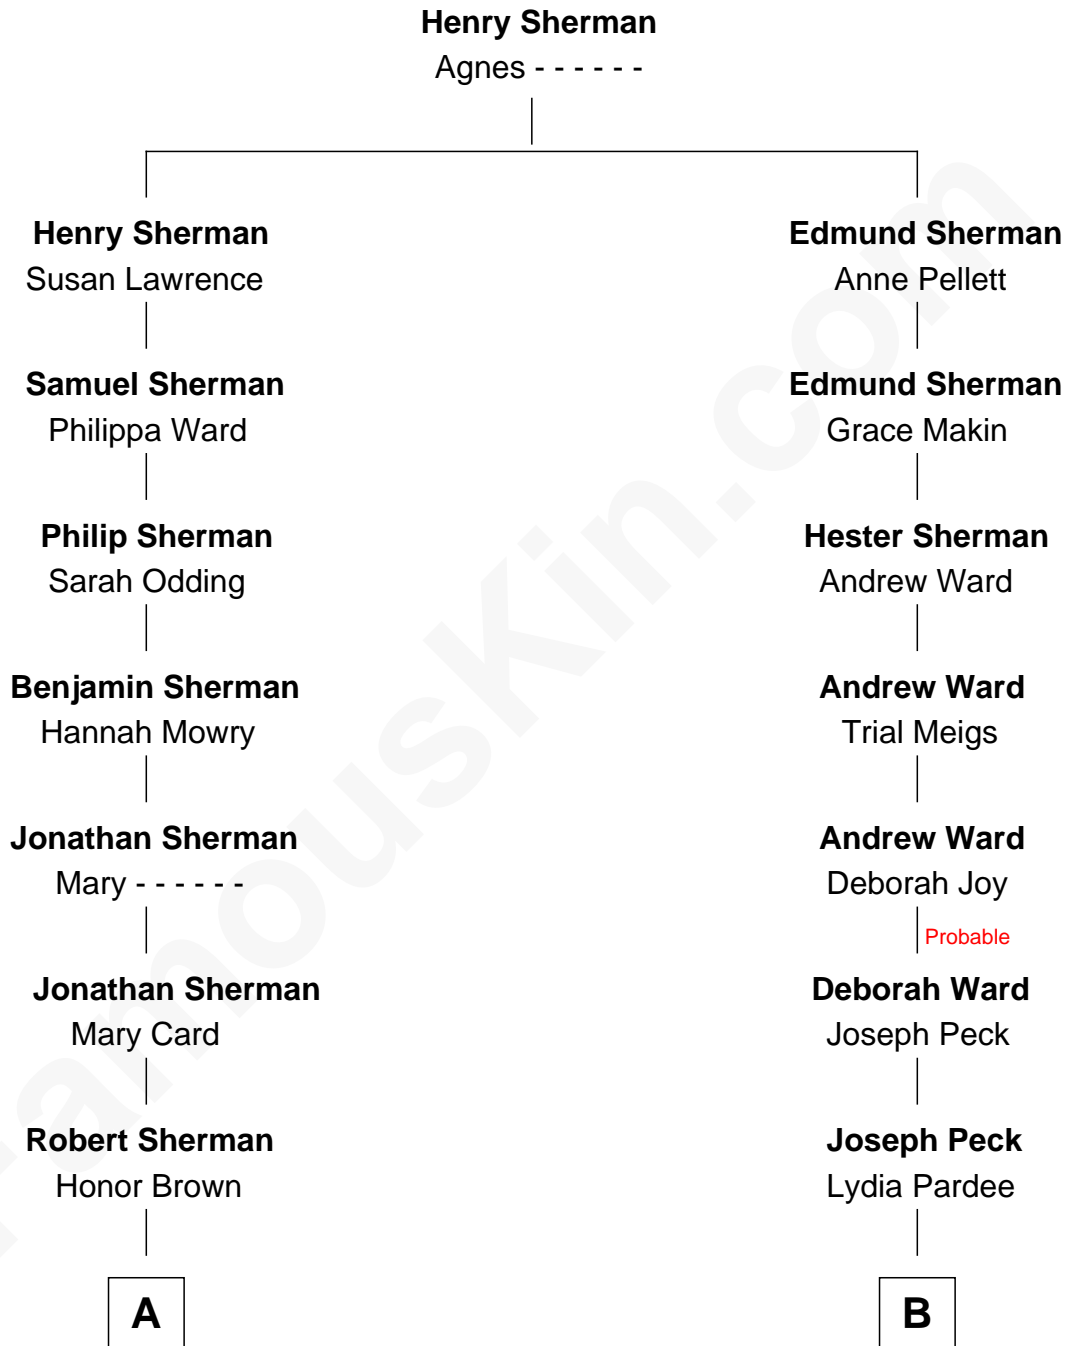 Henry Sherman
Agnes - - - - - -
Henry Sherman
Susan Lawrence
Edmund Sherman
Anne Pellett
Samuel Sherman
Philippa Ward
Edmund Sherman
Grace Makin
Philip Sherman
Sarah Odding
Hester Sherman
Andrew Ward
Benjamin Sherman
Hannah Mowry
Andrew Ward
Trial Meigs
Jonathan Sherman
Mary - - - - - -
Andrew Ward
Deborah Joy
Probable
Jonathan Sherman
Mary Card
Deborah Ward
Joseph Peck
Robert Sherman
Honor Brown
Joseph Peck
Lydia Pardee
A
B
FamousKin.com